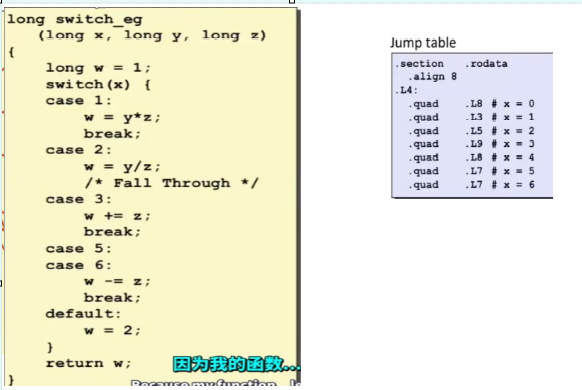 long switch_eg
(long x, long y, long z)
{
long w = 1;
switch(x) {
case 1:
w = y*z;
break;
case 2:
w = y/z;
/* Fall Through */
case 3:
w += z;
break;
case 5:
case 6:
w -= z;
break;
default:
w = 2;
}
return w;
}
因为我的函数...
Because my function
Jump table
.section .rodata
.align 8
.L4:
.quad .L8 # x = 0
.quad .L3 # x = 1
.quad .L5 # x = 2
.quad .L9 # x = 3
.quad .L8 # x = 4
.quad .L7 # x = 5
.quad .L7 # x = 6